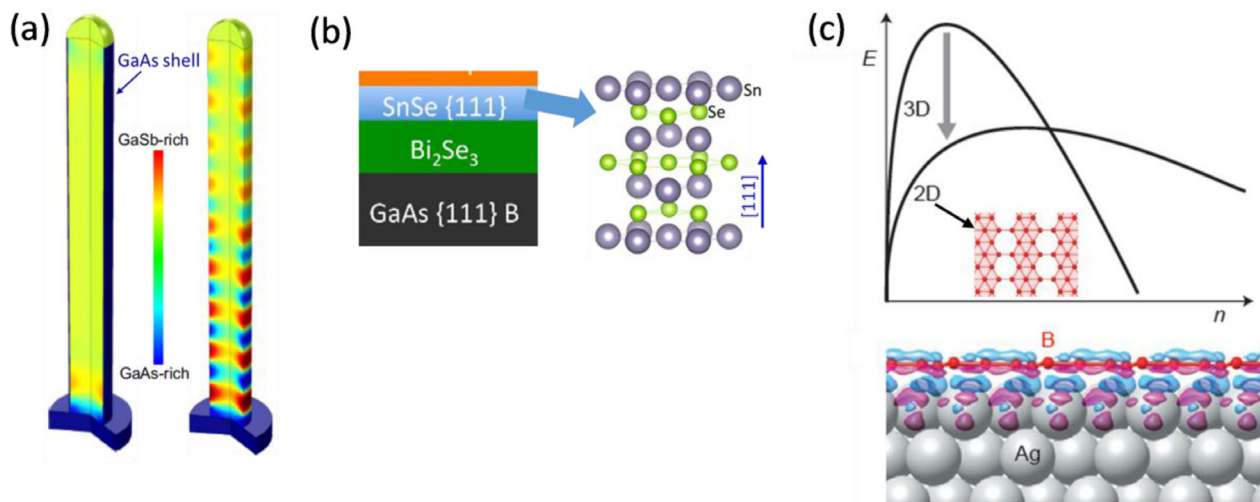 (a)
GaAs shell
GaSb-rich
GaAs-rich
(b)
SnSe {111}
Bi₂Se₃
GaAs {111} B
Sn
Se
[111]
(c)
E
3D
2D
n
B
Ag